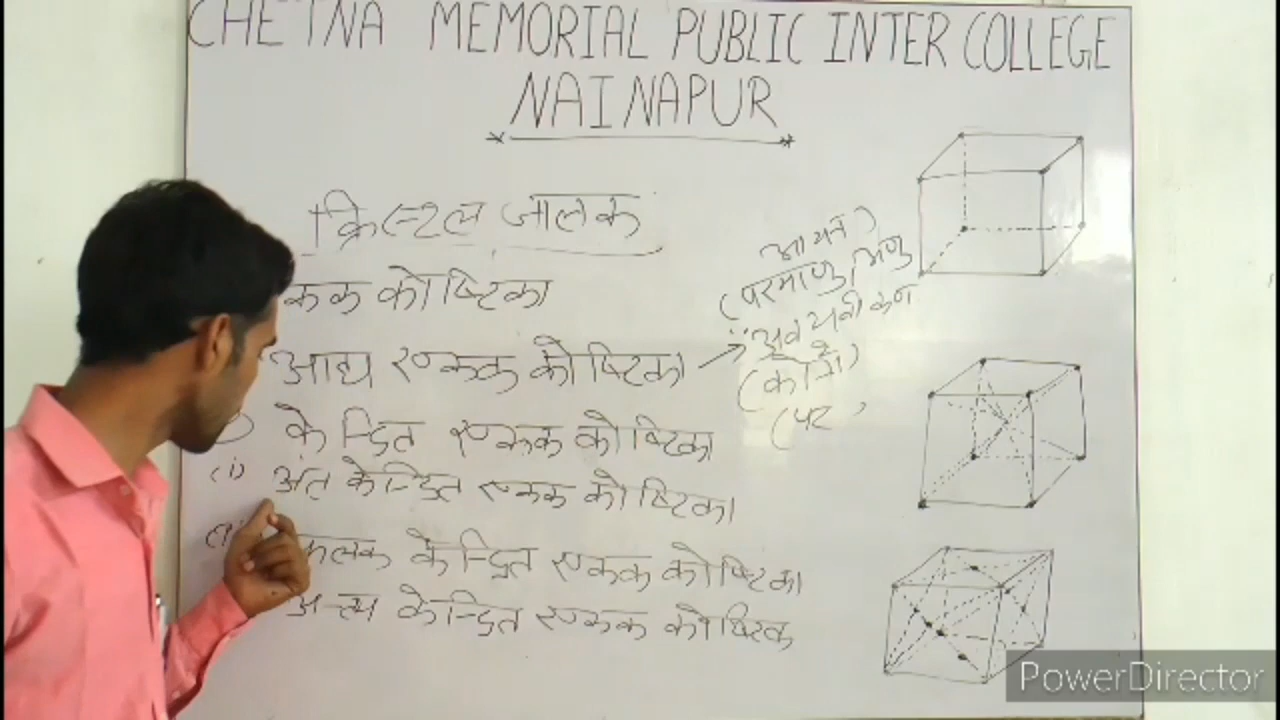 CHETNA MEMORIAL PUBLIC INTER COLLEGE
NAINAPUR
क्रिस्टल जालक
कक कोष्टिका
आद्य एकक कोष्टिका
आयन)
(परमाणु/अणु
अवयवी कण
(कोनो)
(पर
केन्द्रित एकक कोष्टिका
(i) अंत केन्द्रित एकक कोष्टिका
फलक केन्द्रित एकक कोष्टिका
अन्त्य केन्द्रित एकक कोष्टिक
PowerDirector